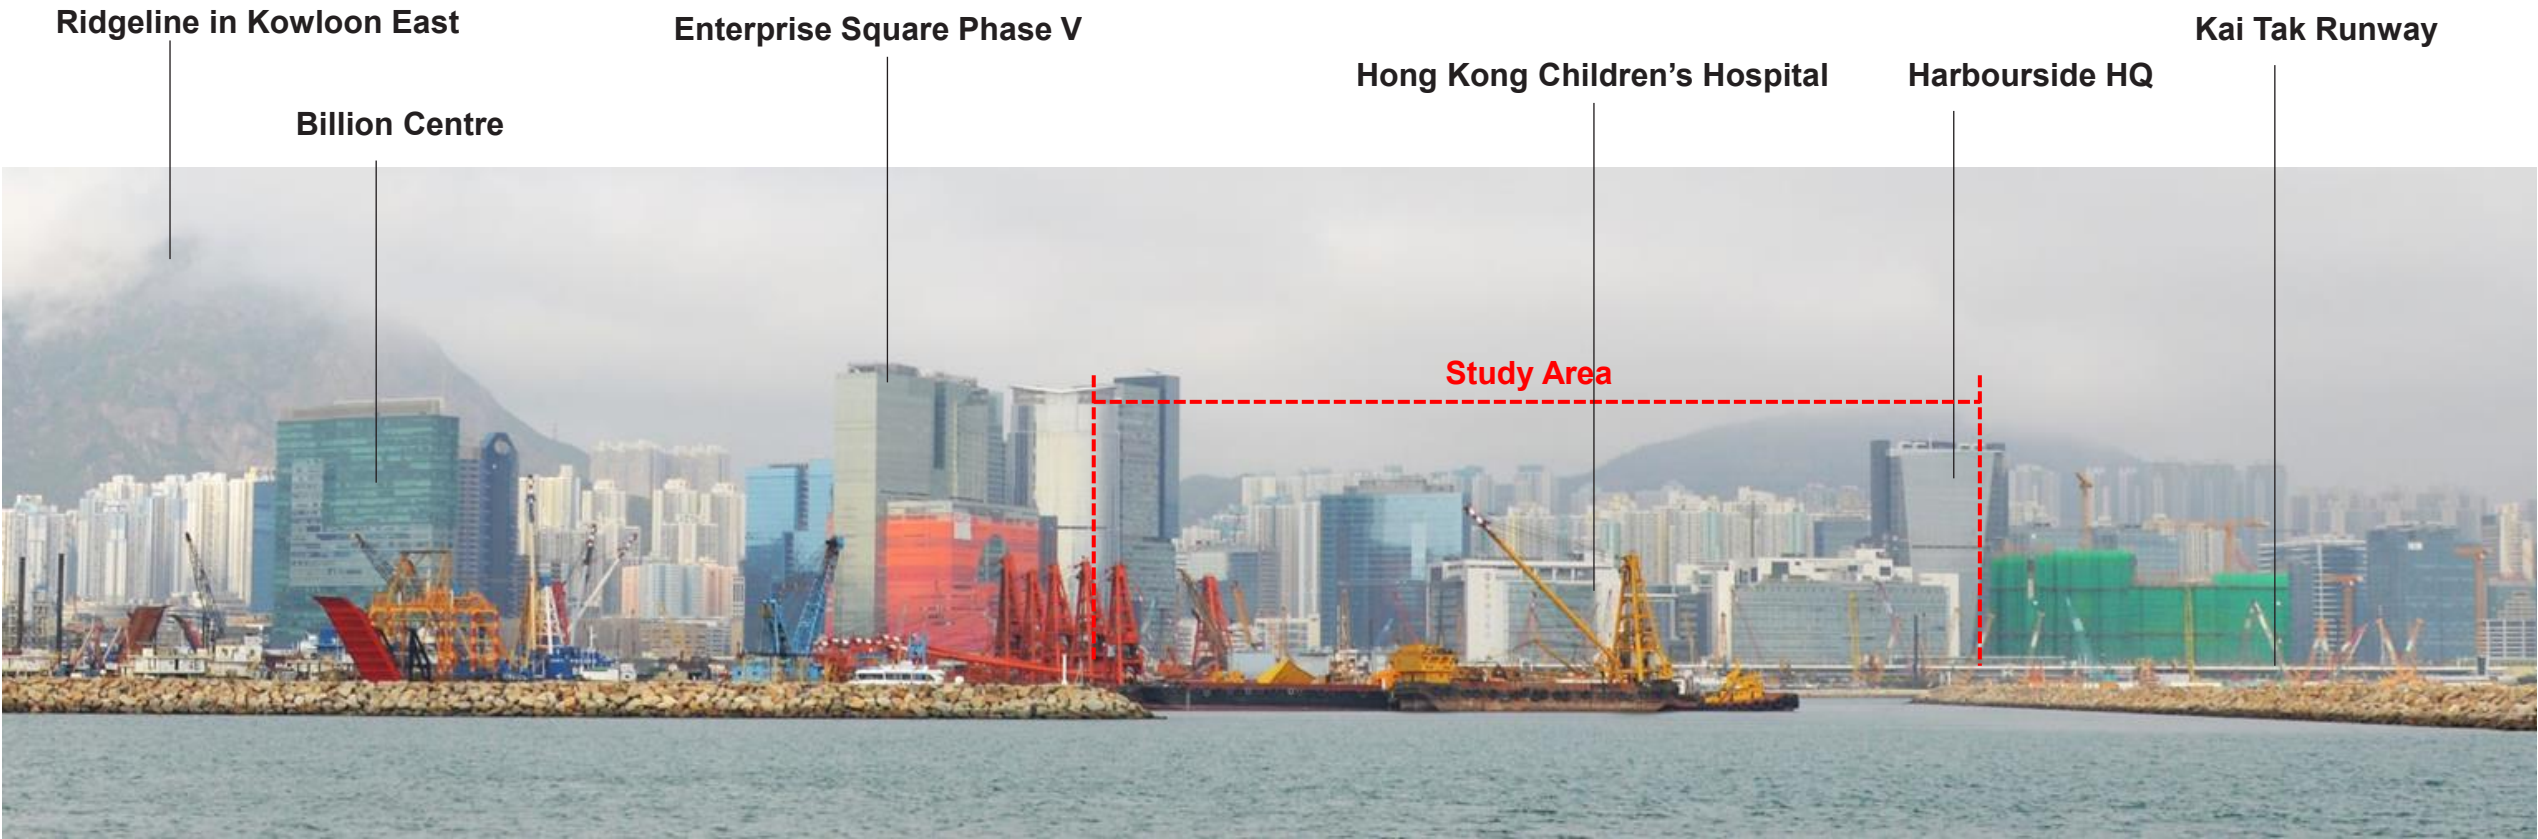 Ridgeline in Kowloon East
Enterprise Square Phase V
Kai Tak Runway
Hong Kong Children's Hospital
Harbourside HQ
Billion Centre
Study Area